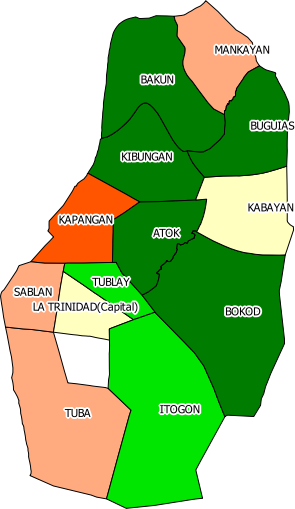 MANKAYAN
BAKUN
BUGUIAS
KIBUNGAN
KABAYAN
KAPANGAN
ATOK
TUBLAY
SABLAN
LA TRINIDAD(Capital)
BOKOD
TUBA
ITOGON